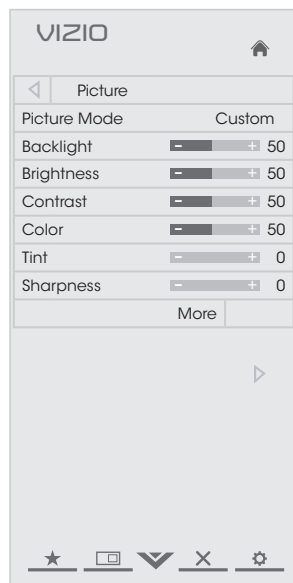 VIZIO
Picture
Picture Mode Custom
Backlight - + 50
Brightness - + 50
Contrast - + 50
Color - + 50
Tint - + 0
Sharpness - + 0
More